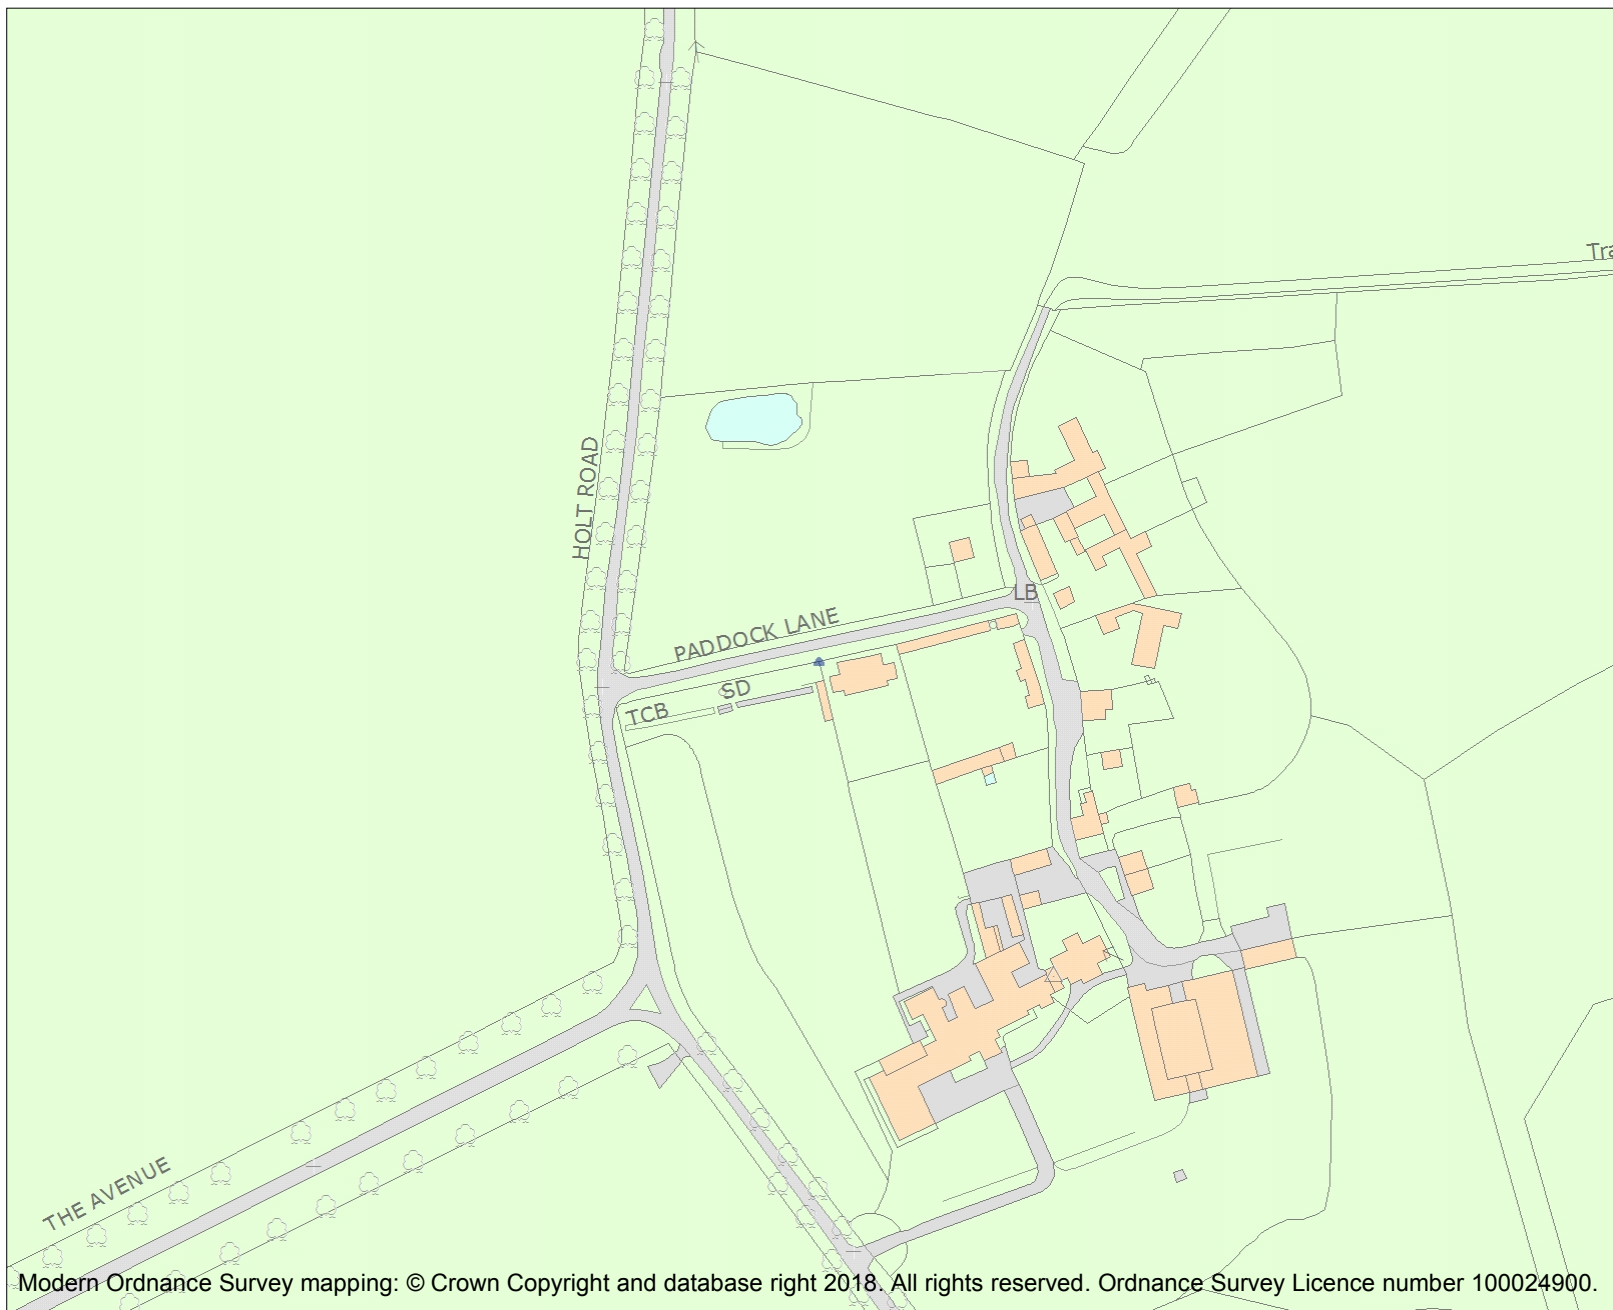 Tra
HOLT ROAD
LB
PADDOCK LANE
SD
TCB
THE AVENUE
Modern Ordnance Survey mapping: © Crown Copyright and database right 2018. All rights reserved. Ordnance Survey Licence number 100024900.